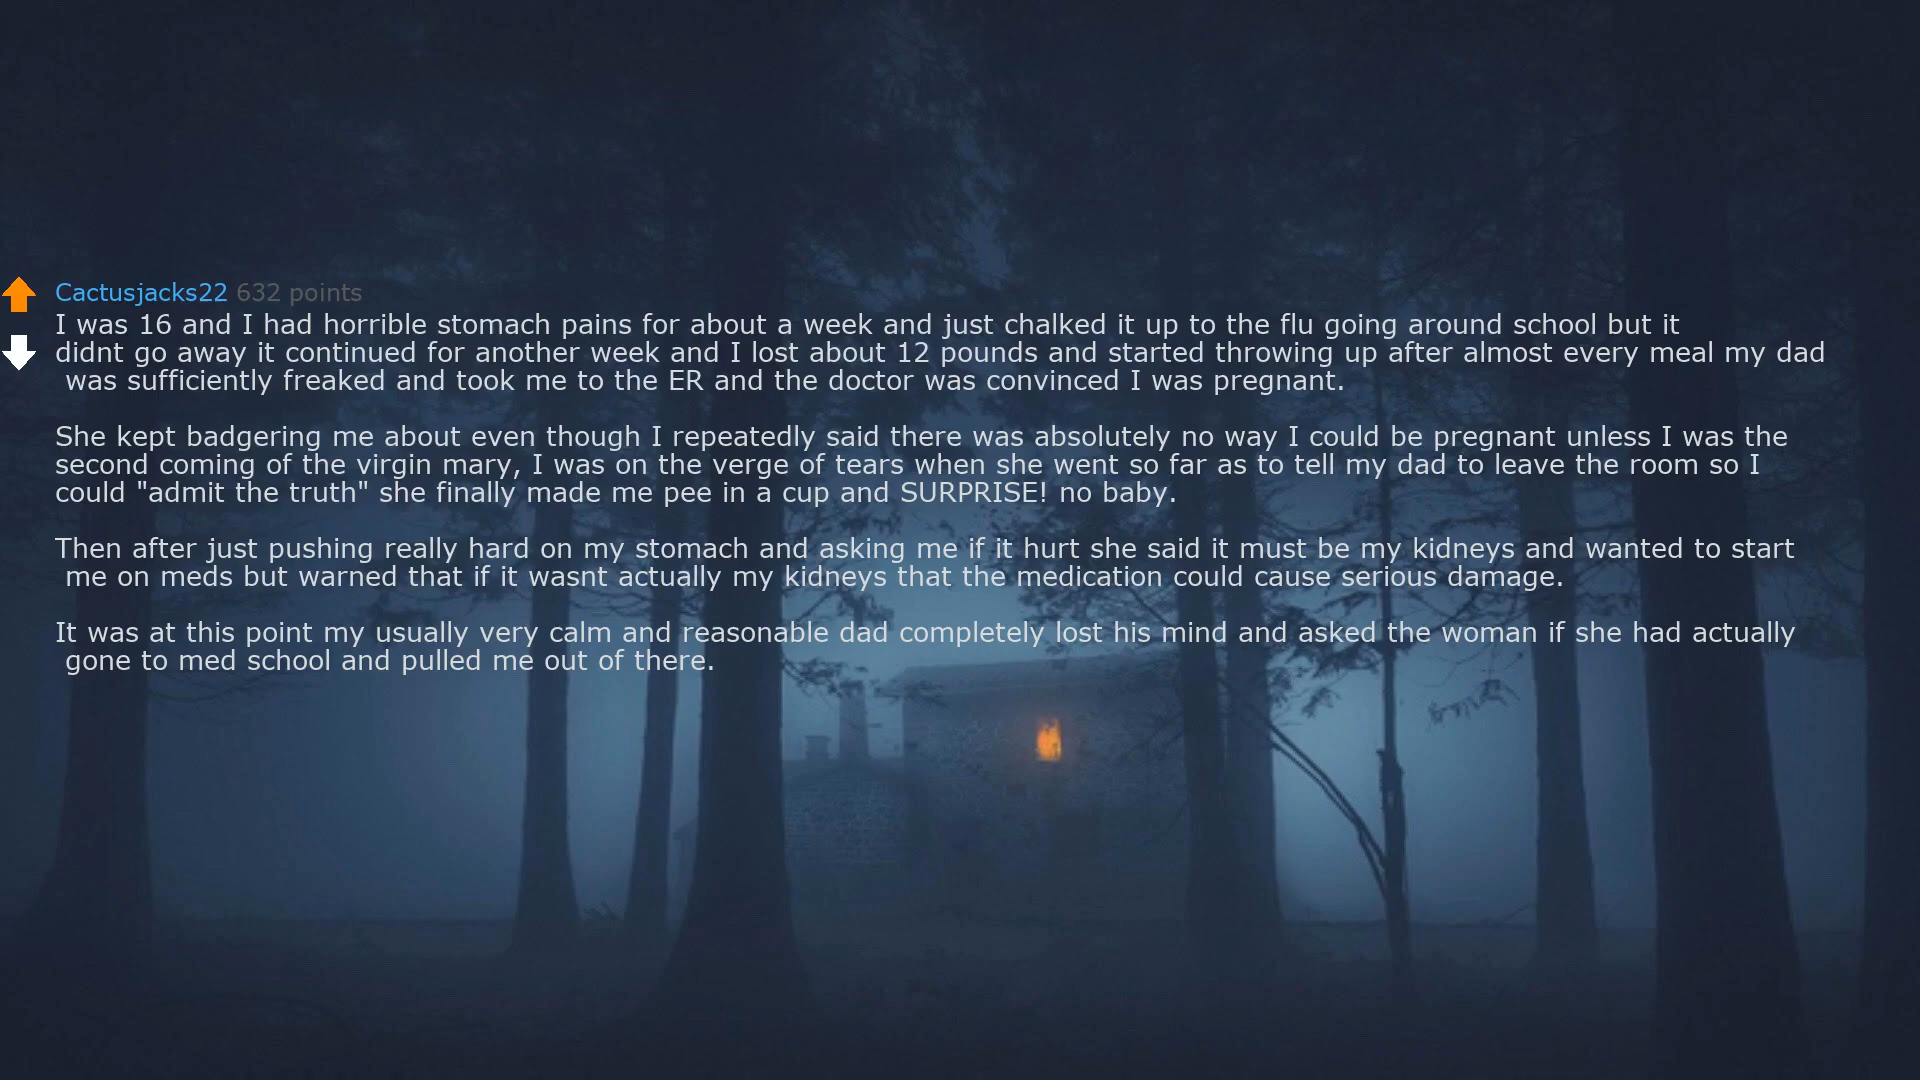 Cactusjacks22 632 points
I was 16 and I had horrible stomach pains for about a week and just chalked it up to the flu going around school but it
didnt go away it continued for another week and I lost about 12 pounds and started throwing up after almost every meal my dad
was sufficiently freaked and took me to the ER and the doctor was convinced I was pregnant.
She kept badgering me about even though I repeatedly said there was absolutely no way I could be pregnant unless I was the
second coming of the virgin mary, I was on the verge of tears when she went so far as to tell my dad to leave the room so I
could "admit the truth" she finally made me pee in a cup and SURPRISE! no baby.
Then after just pushing really hard on my stomach and asking me if it hurt she said it must be my kidneys and wanted to start
me on meds but warned that if it wasnt actually my kidneys that the medication could cause serious damage.
It was at this point my usually very calm and reasonable dad completely lost his mind and asked the woman if she had actually
gone to med school and pulled me out of there.